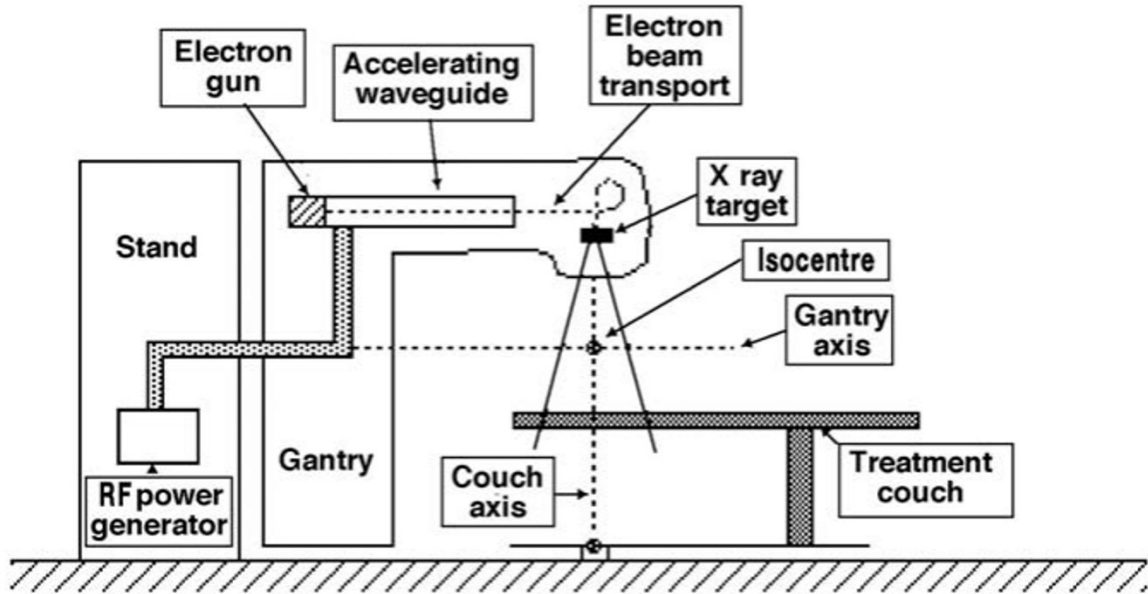 Electron
gun
Accelerating
waveguide
Electron
beam
transport
X ray
target
Stand
Isocentre
Gantry
axis
Gantry
RF power
generator
Couch
axis
Treatment
couch